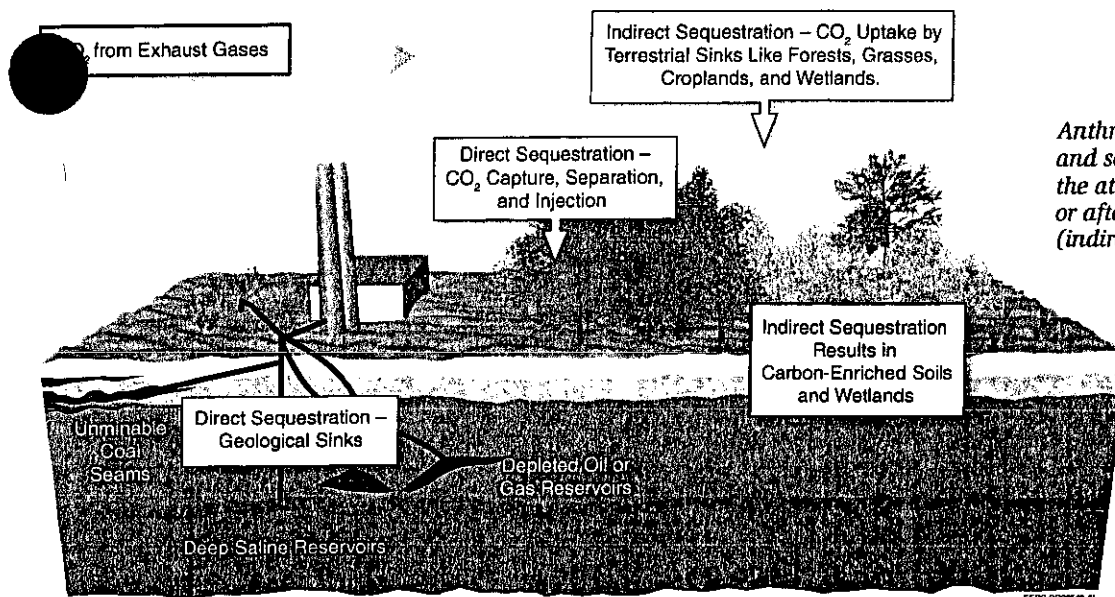 from Exhaust Gases
Indirect Sequestration – CO₂ Uptake by
Terrestrial Sinks Like Forests, Grasses,
Croplands, and Wetlands.
Direct Sequestration –
CO₂ Capture, Separation,
and Injection
the
(indir
Indirect Sequestration
Results in
Carbon-Enriched Soils
and Wetlands
Direct Sequestration –
Geological Sinks
Unminable
Coal
Seams
Depleted Oil or
Gas Reservoirs
Deep Saline Reservoirs